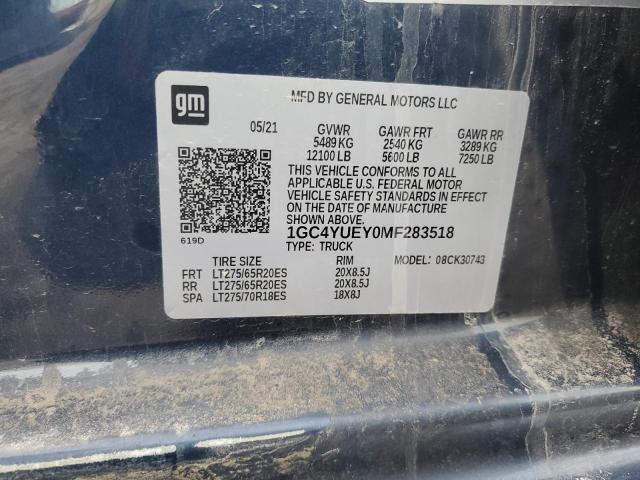 gm
MFD BY GENERAL MOTORS LLC
05/21 GVWR GAWR FRT GAWR RR
5489 KG 2540 KG 3289 KG
12100 LB 5600 LB 7250 LB
THIS VEHICLE CONFORMS TO ALL
APPLICABLE U.S. FEDERAL MOTOR
VEHICLE SAFETY STANDARDS IN EFFECT
ON THE DATE OF MANUFACTURE
SHOWN ABOVE.
619D
1GC4YUEY0MF283518
TYPE: TRUCK
TIRE SIZE RIM MODEL: 08CK30743
FRT LT275/65R20ES 20X8.5J
RR LT275/65R20ES 20X8.5J
SPA LT275/70R18ES 18X8J